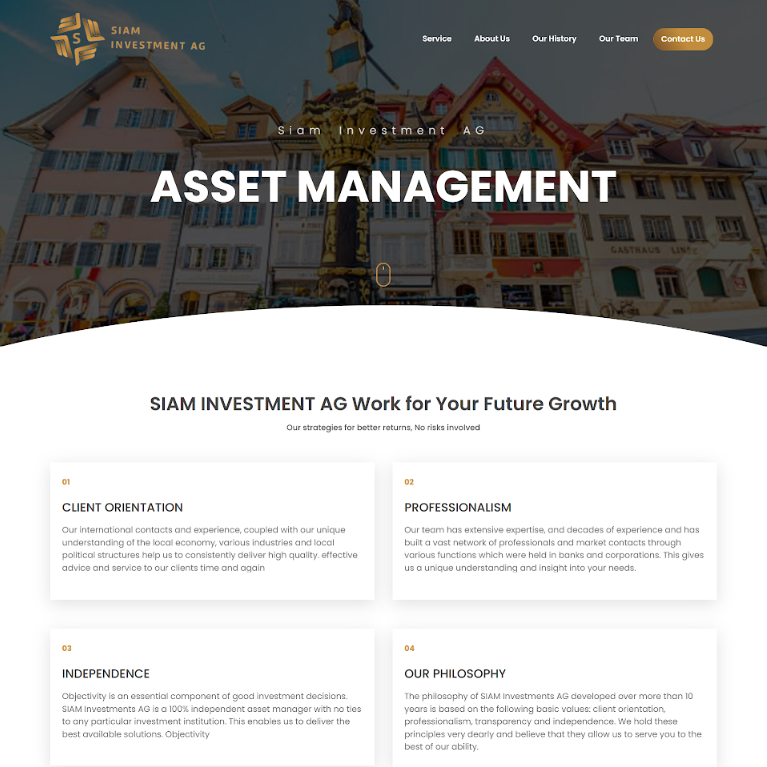 S
SIAM
INVESTMENT AG
Service
About Us
Our History
Our Team
Contact Us
Siam Investment AG
ASSET MANAGEMENT
GASTHAUS LINDE
SIAM INVESTMENT AG Work for Your Future Growth
Our strategies for better returns, No risks involved
01
CLIENT ORIENTATION
Our international contacts and experience, coupled with our unique
understanding of the local economy, various industries and local
political structures help us to consistently deliver high quality. effective
advice and service to our clients time and again
02
PROFESSIONALISM
Our team has extensive expertise, and decades of experience and has
built a vast network of professionals and market contacts through
various functions which were held in banks and corporations. This gives
us a unique understanding and insight into your needs.
03
INDEPENDENCE
Objectivity is an essential component of good investment decisions.
SIAM Investments AG is a 100% independent asset manager with no ties
to any particular investment institution. This enables us to deliver the
best available solutions. Objectivity
04
OUR PHILOSOPHY
The philosophy of SIAM Investments AG developed over more than 10
years is based on the following basic values: client orientation,
professionalism, transparency and independence. We hold these
principles very dearly and believe that they allow us to serve you to the
best of our ability.